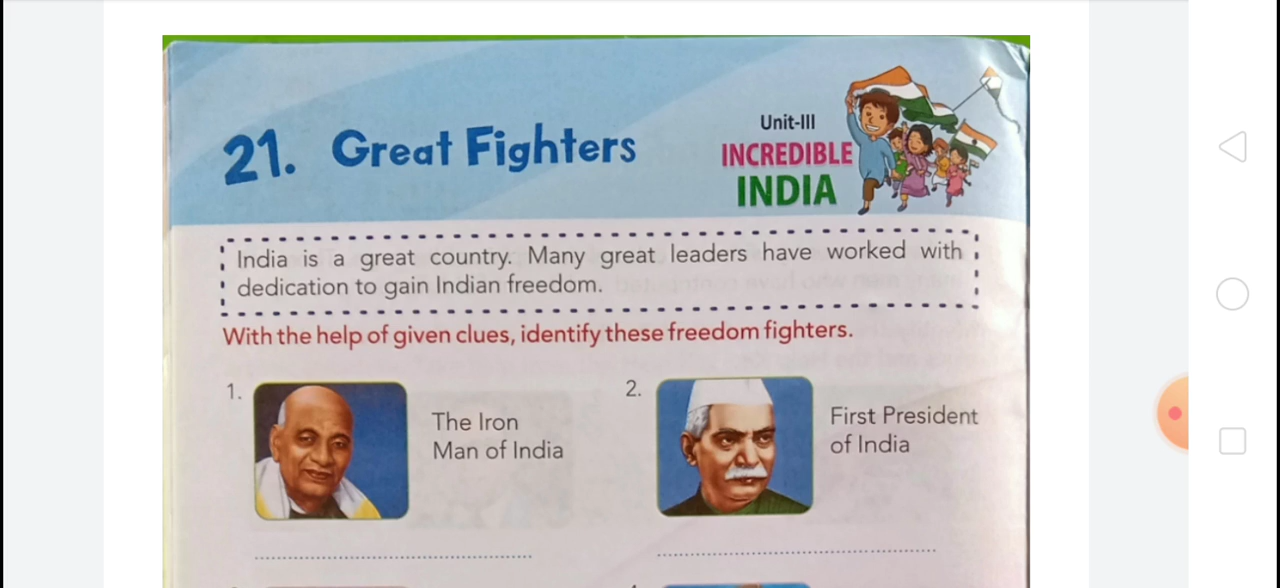 21. Great Fighters
Unit-III
INCREDIBLE
INDIA
India is a great country. Many great leaders have worked with
dedication to gain Indian freedom.
With the help of given clues, identify these freedom fighters.
1.
The Iron
Man of India
2.
First President
of India